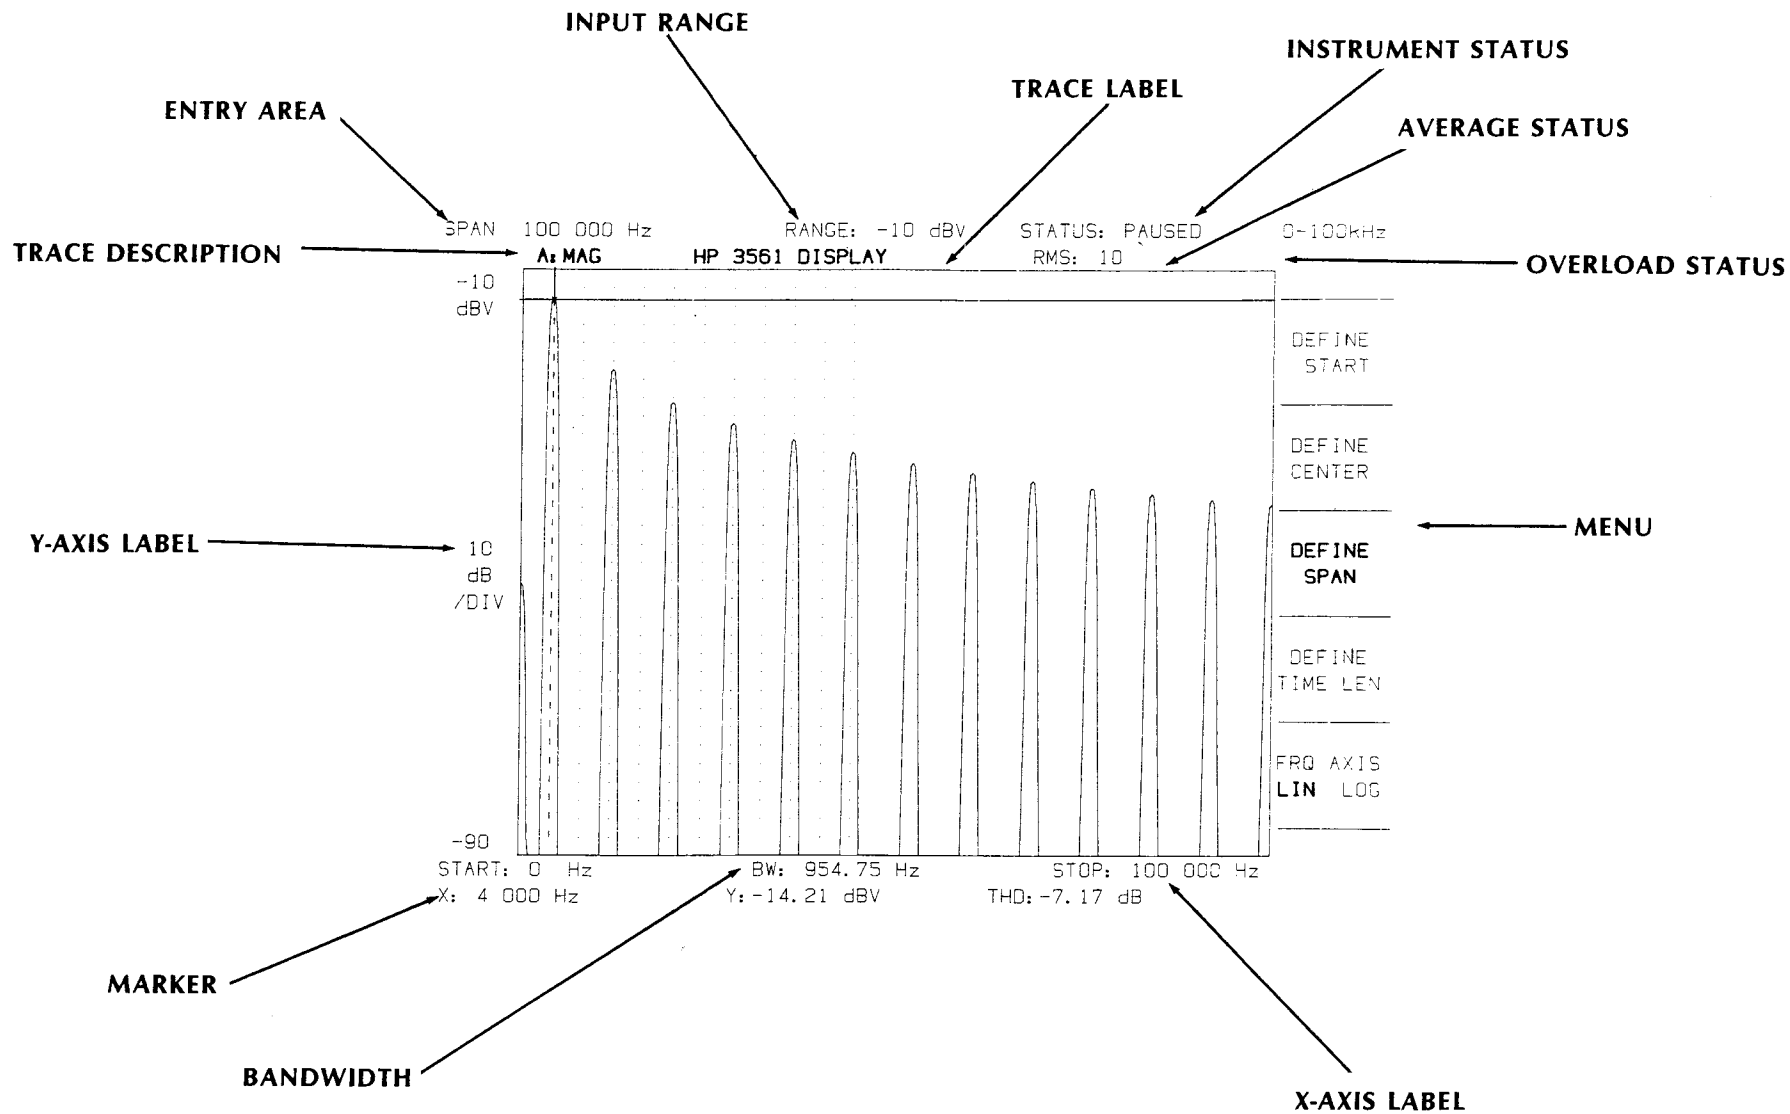 INPUT RANGE
INSTRUMENT STATUS
TRACE LABEL
ENTRY AREA
AVERAGE STATUS
SPAN 100 000 Hz RANGE: -10 dBV STATUS: PAUSED 0-100kHz
TRACE DESCRIPTION
A: MAG HP 3561 DISPLAY RMS: 10
OVERLOAD STATUS
-10
dBV
DEFINE
START
DEFINE
CENTER
Y-AXIS LABEL
10
dB
/DIV
DEFINE
SPAN
MENU
DEFINE
TIME LEN
FRQ AXIS
LIN LOG
-90
START: 0 Hz BW: 954.75 Hz STOP: 100 000 Hz
X: 4 000 Hz Y:-14.21 dBV THD:-7.17 dB
MARKER
BANDWIDTH
X-AXIS LABEL